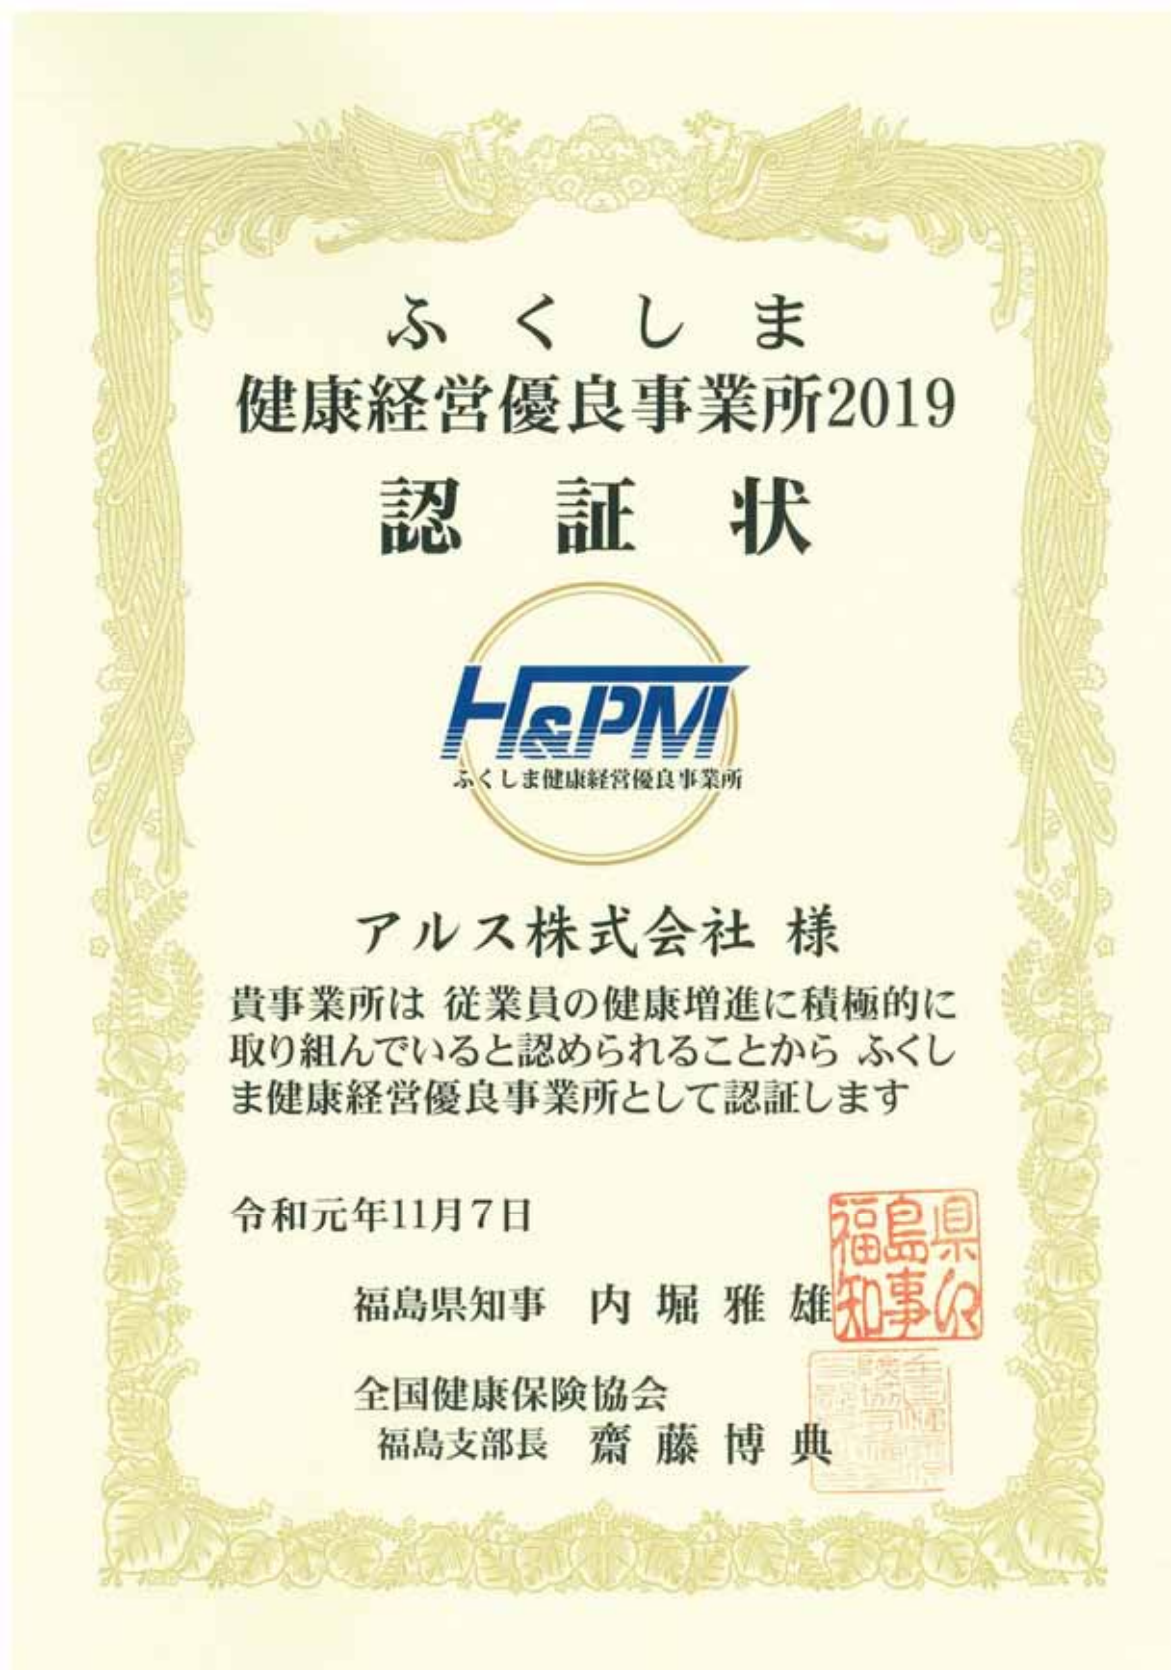 ふくしま
健康経営優良事業所2019
認証状
H&PM
ふくしま健康経営優良事業所
アルス株式会社 様
貴事業所は 従業員の健康増進に積極的に
取り組んでいると認められることから ふくし
ま健康経営優良事業所として認証します
令和元年11月7日
福島県知事 内堀雅雄
福島県
知事印
全国健康保険協会
福島支部長 齋藤博典